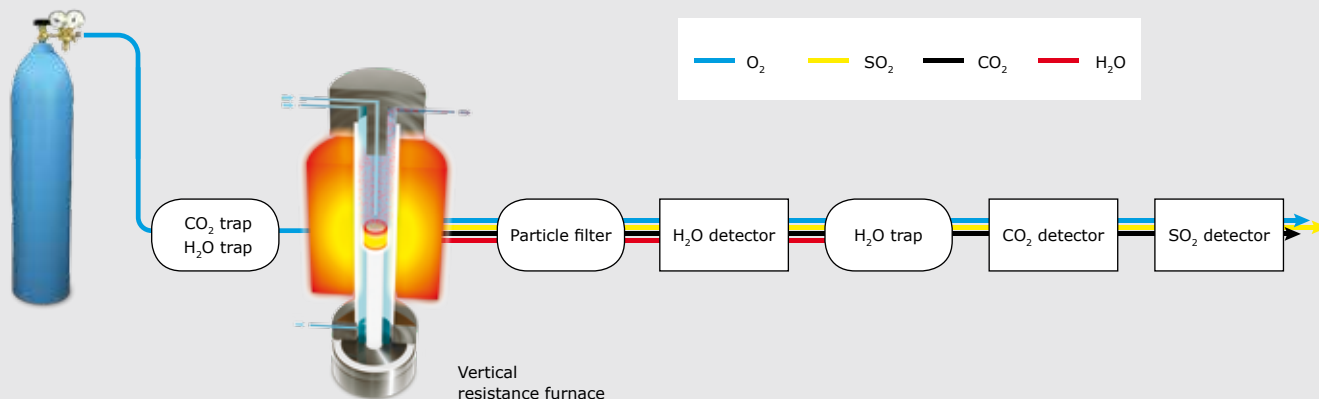 O₂ SO₂ CO₂ H₂O
CO₂ trap
H₂O trap
Particle filter
H₂O detector
H₂O trap
CO₂ detector
SO₂ detector
Vertical
resistance furnace